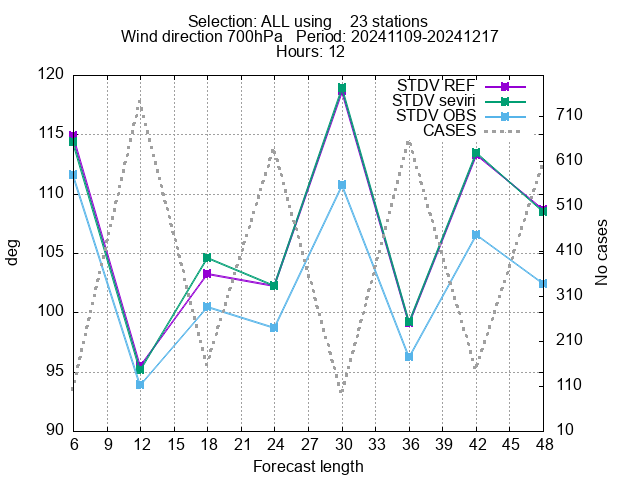 Selection: ALL using    23 stations
Wind direction 700hPa   Period: 20241109-20241217
Hours: 12
STDV REF
STDV seviri
STDV OBS
CASES
120
115
110
105
100
95
90
deg
710
610
510
410
310
210
110
10
No cases
6 9 12 15 18 21 24 27 30 33 36 39 42 45 48
Forecast length